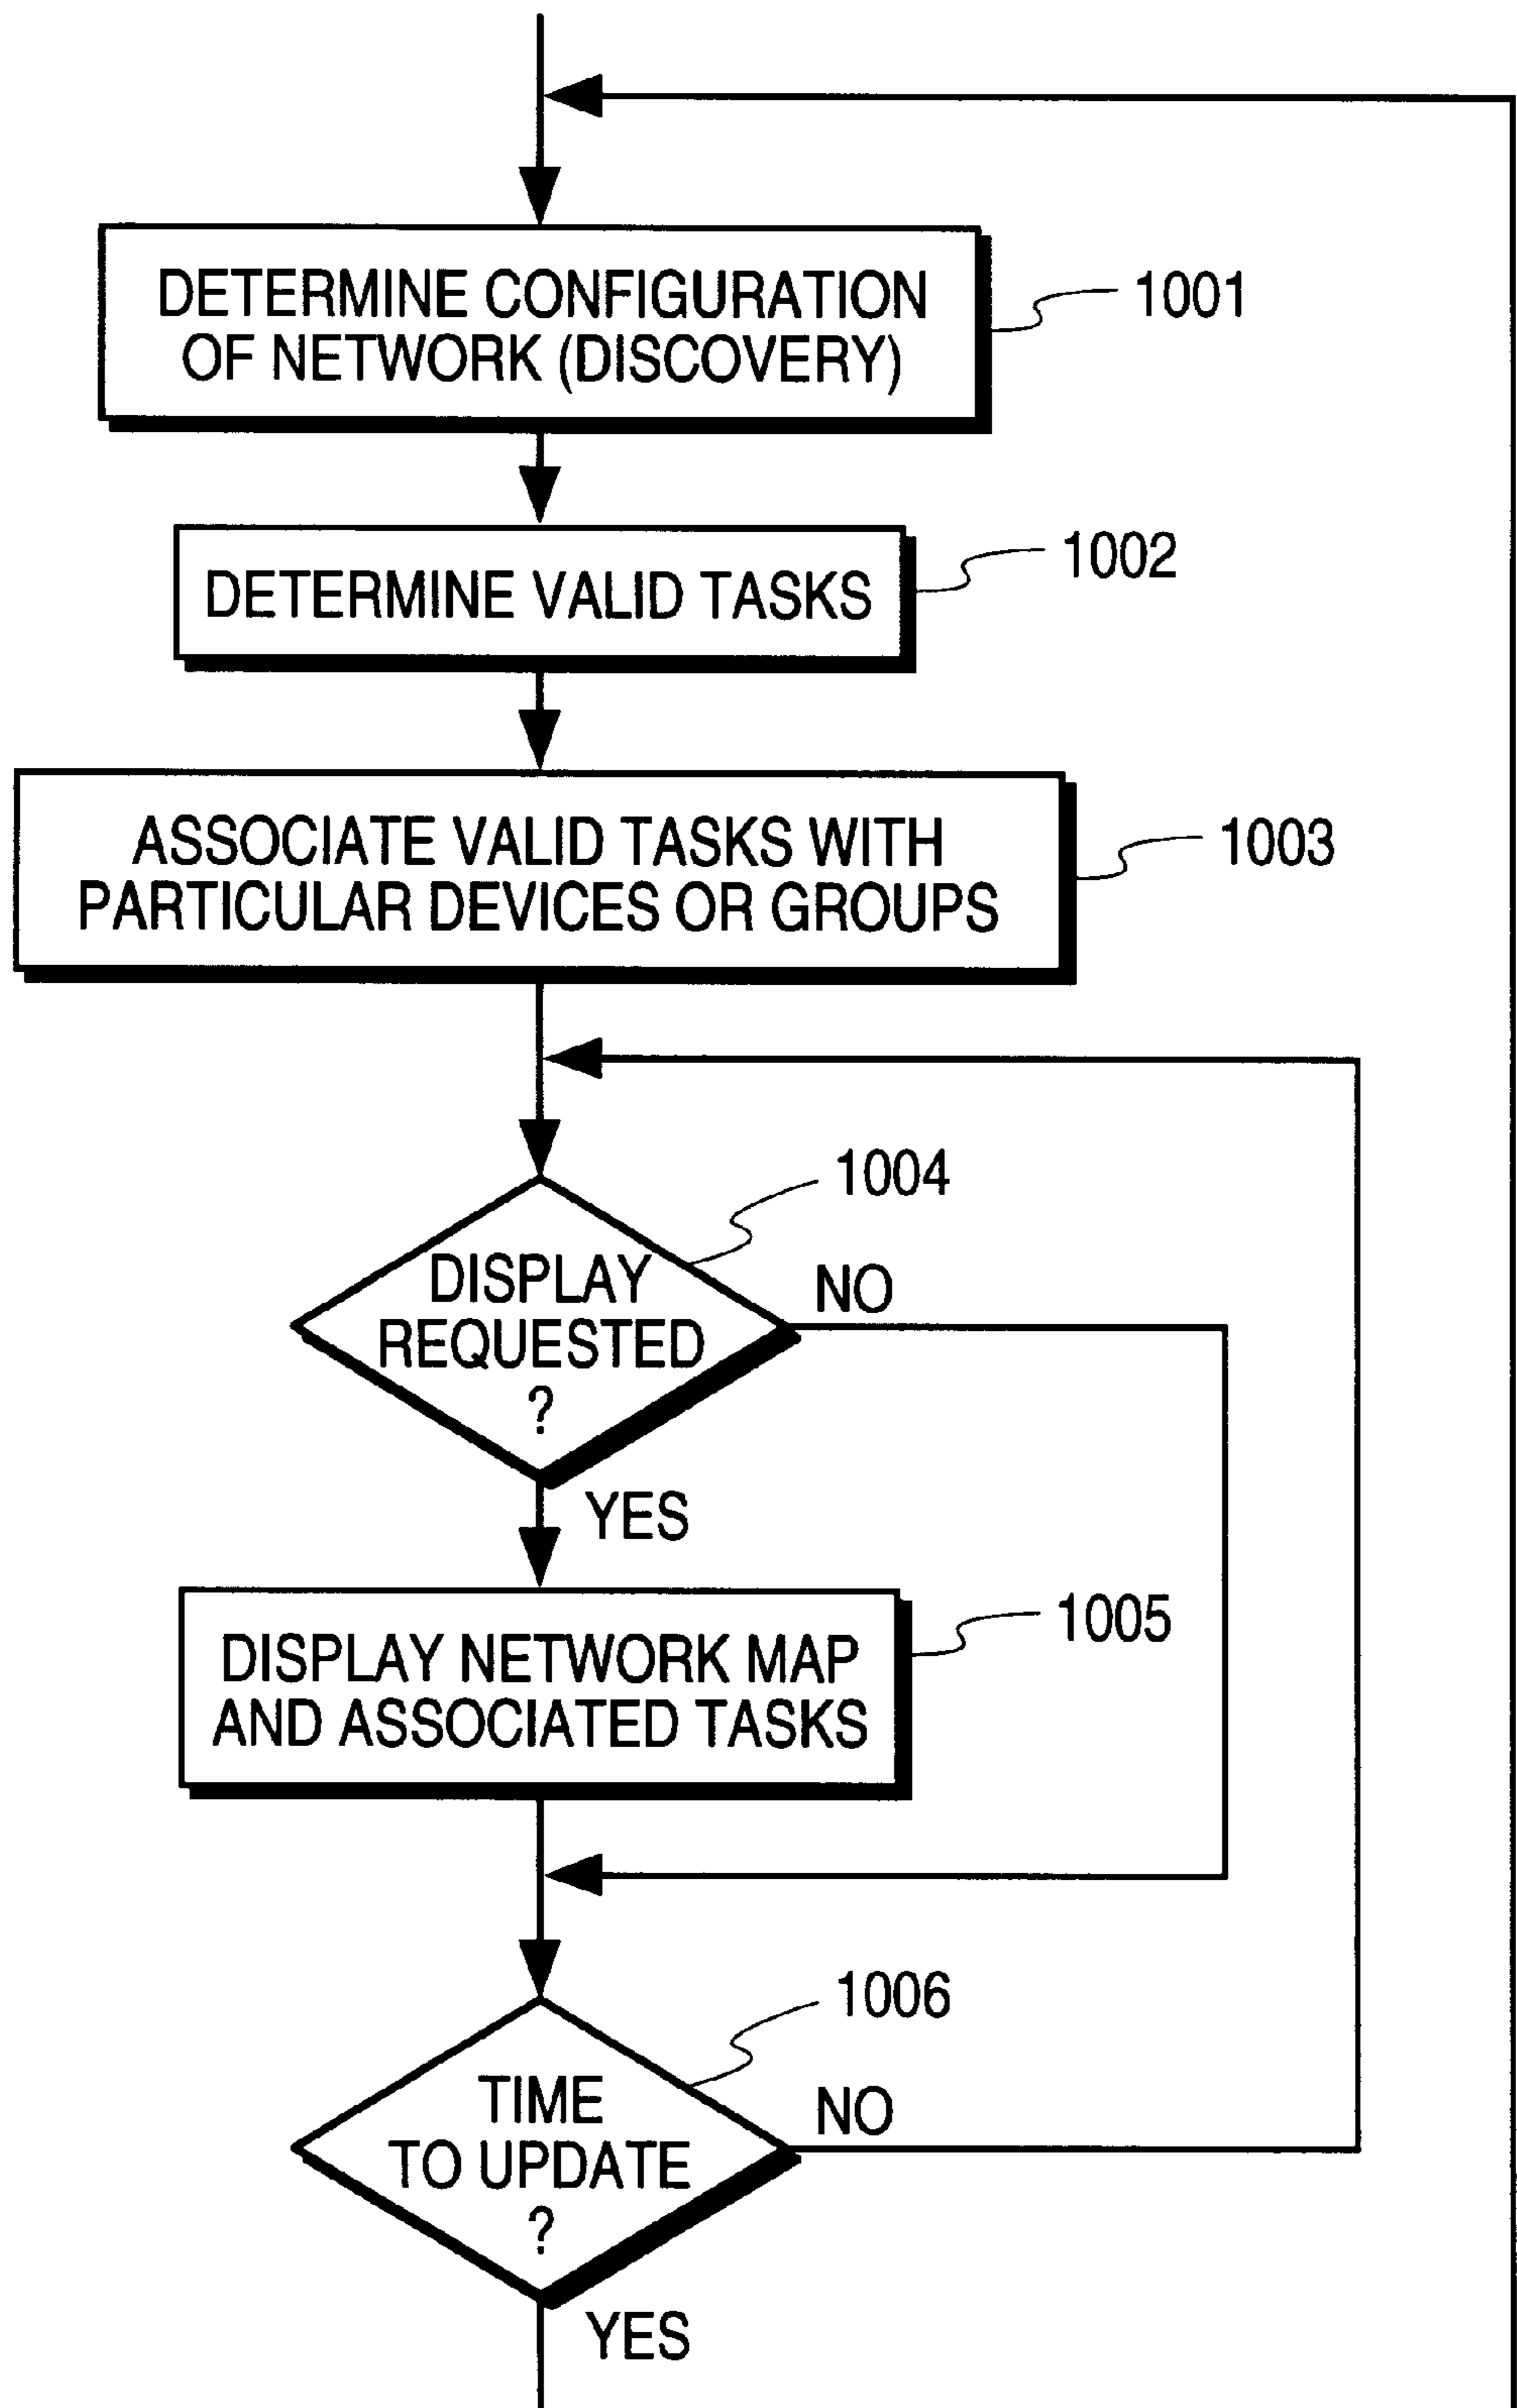 DETERMINE CONFIGURATION
OF NETWORK (DISCOVERY)
1001
DETERMINE VALID TASKS
1002
ASSOCIATE VALID TASKS WITH
PARTICULAR DEVICES OR GROUPS
1003
1004
DISPLAY
REQUESTED
?
NO
YES
DISPLAY NETWORK MAP
AND ASSOCIATED TASKS
1005
1006
TIME
TO UPDATE
?
NO
YES